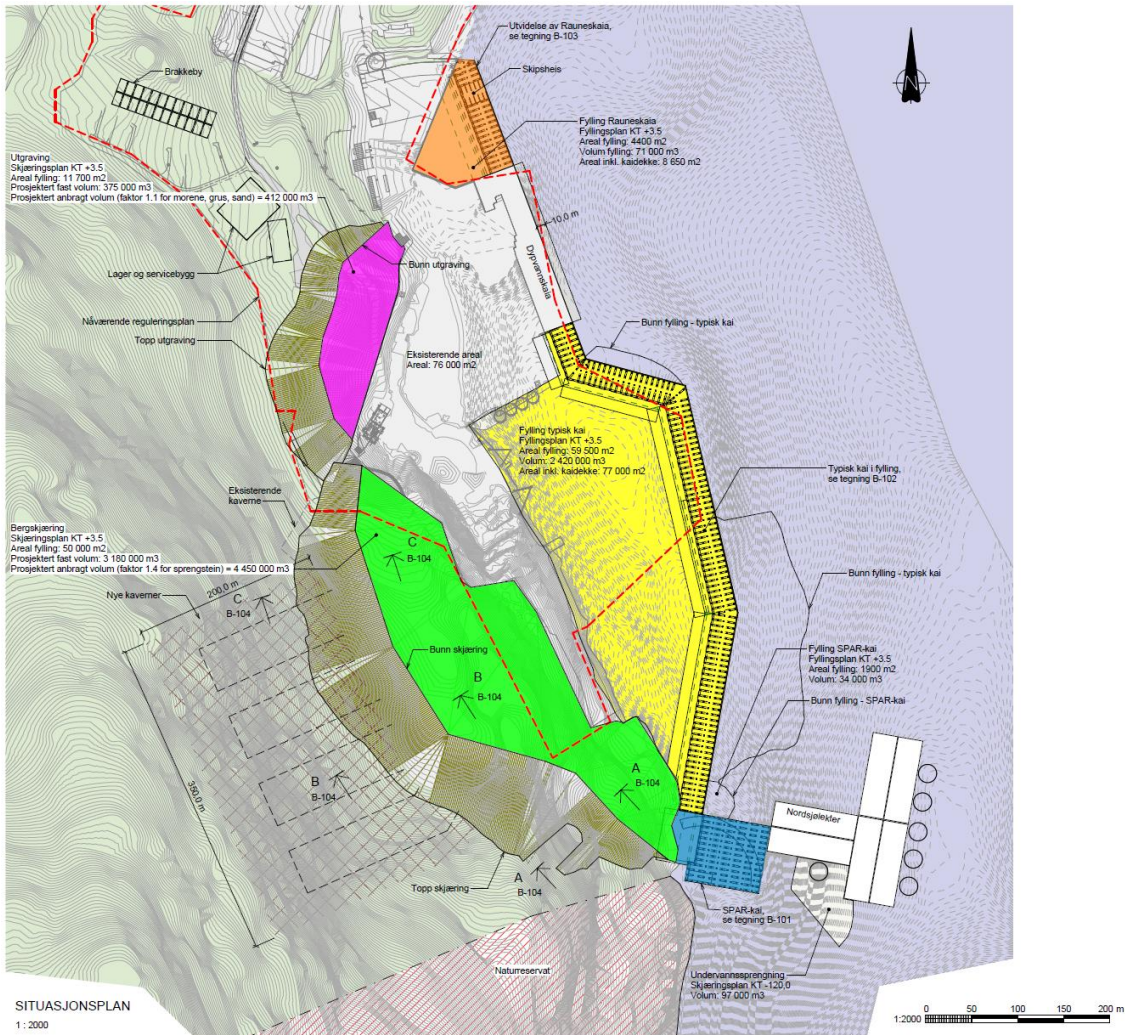 Utvidelse av Rauneskaia,
se tegning B-103
Skipsheis
Brakkeby
N
Fylling Rauneskaia
Fyllingsplan KT +3.5
Areal fylling: 4400 m2
Volum fylling: 71 000 m3
Areal inkl. kaidekke: 8 650 m2
Utgraving
Skjæringsplan KT +3.5
Areal fylling: 11 700 m2
Prosjektert fast volum: 375 000 m3
Prosjektert anbragt volum (faktor 1.1 for morene, grus, sand) = 412 000 m3
10,0 m
Dypvannskaia
Lager og servicebygg
Bunn utgraving
Nåværende reguleringsplan
Topp utgraving
Bunn fylling - typisk kai
Eksisterende areal
Areal: 76 000 m2
Fylling typisk kai
Fyllingsplan KT +3.5
Areal fylling: 59 500 m2
Volum: 2 420 000 m3
Areal inkl. kaidekke: 77 000 m2
Typisk kai i fylling,
se tegning B-102
Eksisterende
kaverne
Bergskjæring
Skjæringsplan KT +3.5
Areal fylling: 50 000 m2
Prosjektert fast volum: 3 180 000 m3
Prosjektert anbragt volum (faktor 1.4 for sprengstein) = 4 450 000 m3
C
B-104
Bunn fylling - typisk kai
Nye kaverner
200,0 m
C
B-104
Bunn skjæring
B
B-104
Fylling SPAR-kai
Fyllingsplan KT +3.5
Areal fylling: 1900 m2
Volum: 34 000 m3
Bunn fylling - SPAR-kai
A
B-104
B
B-104
350,0 m
Nordsjølekter
Topp skjæring
A
B-104
SPAR-kai,
se tegning B-101
Naturreservat
Undervannssprengning
Skjæringsplan KT -120,0
Volum: 97 000 m3
SITUASJONSPLAN
1 : 2000
1:2000
0 50 100 150 200 m